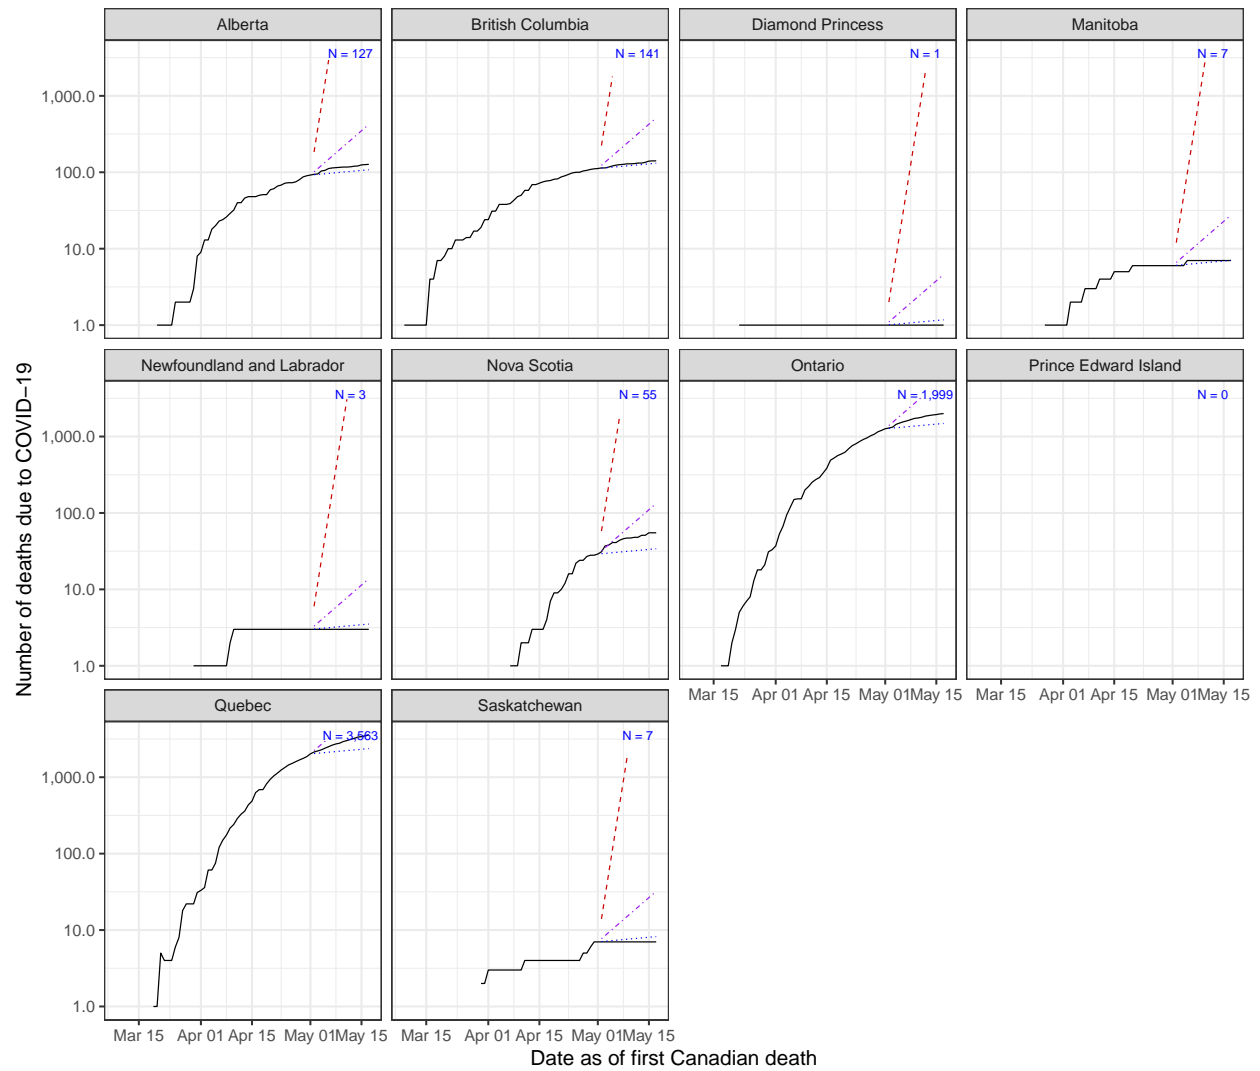 Alberta
British Columbia
Diamond Princess
Manitoba
N = 127
N = 141
N = 1
N = 7
1,000.0
100.0
10.0
1.0
Newfoundland and Labrador
Nova Scotia
Ontario
Prince Edward Island
N = 3
N = 55
N = 1,999
N = 0
1,000.0
100.0
10.0
1.0
Mar 15 Apr 01 Apr 15 May 01 May 15
Mar 15 Apr 01 Apr 15 May 01 May 15
Quebec
Saskatchewan
N = 3,563
N = 7
1,000.0
100.0
10.0
1.0
Mar 15 Apr 01 Apr 15 May 01 May 15
Mar 15 Apr 01 Apr 15 May 01 May 15
Number of deaths due to COVID−19
Date as of first Canadian death